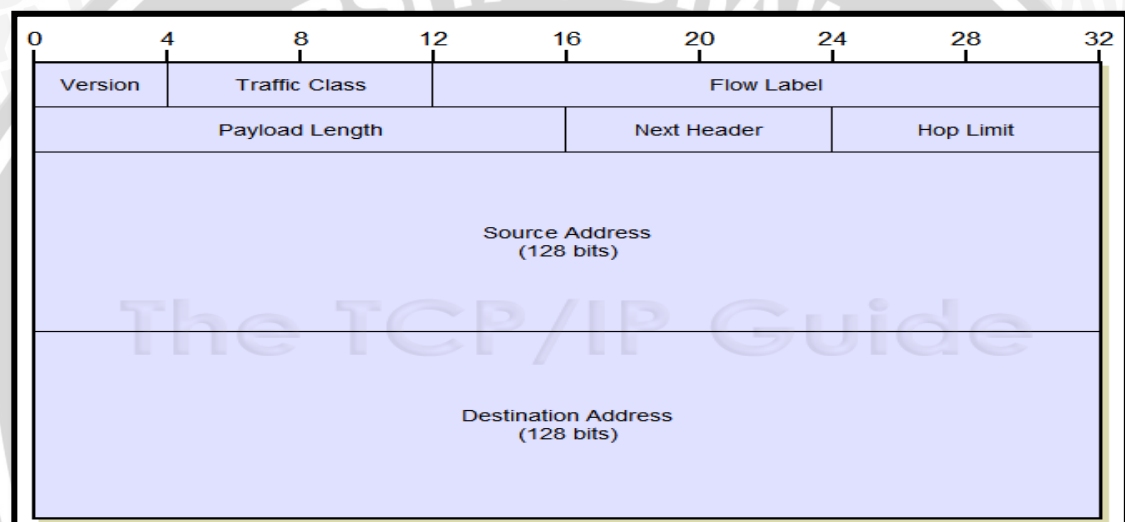 0 4 8 12 16 20 24 28 32
Version Traffic Class Flow Label
Payload Length Next Header Hop Limit
Source Address
(128 bits)
The TCP/IP Guide
Destination Address
(128 bits)